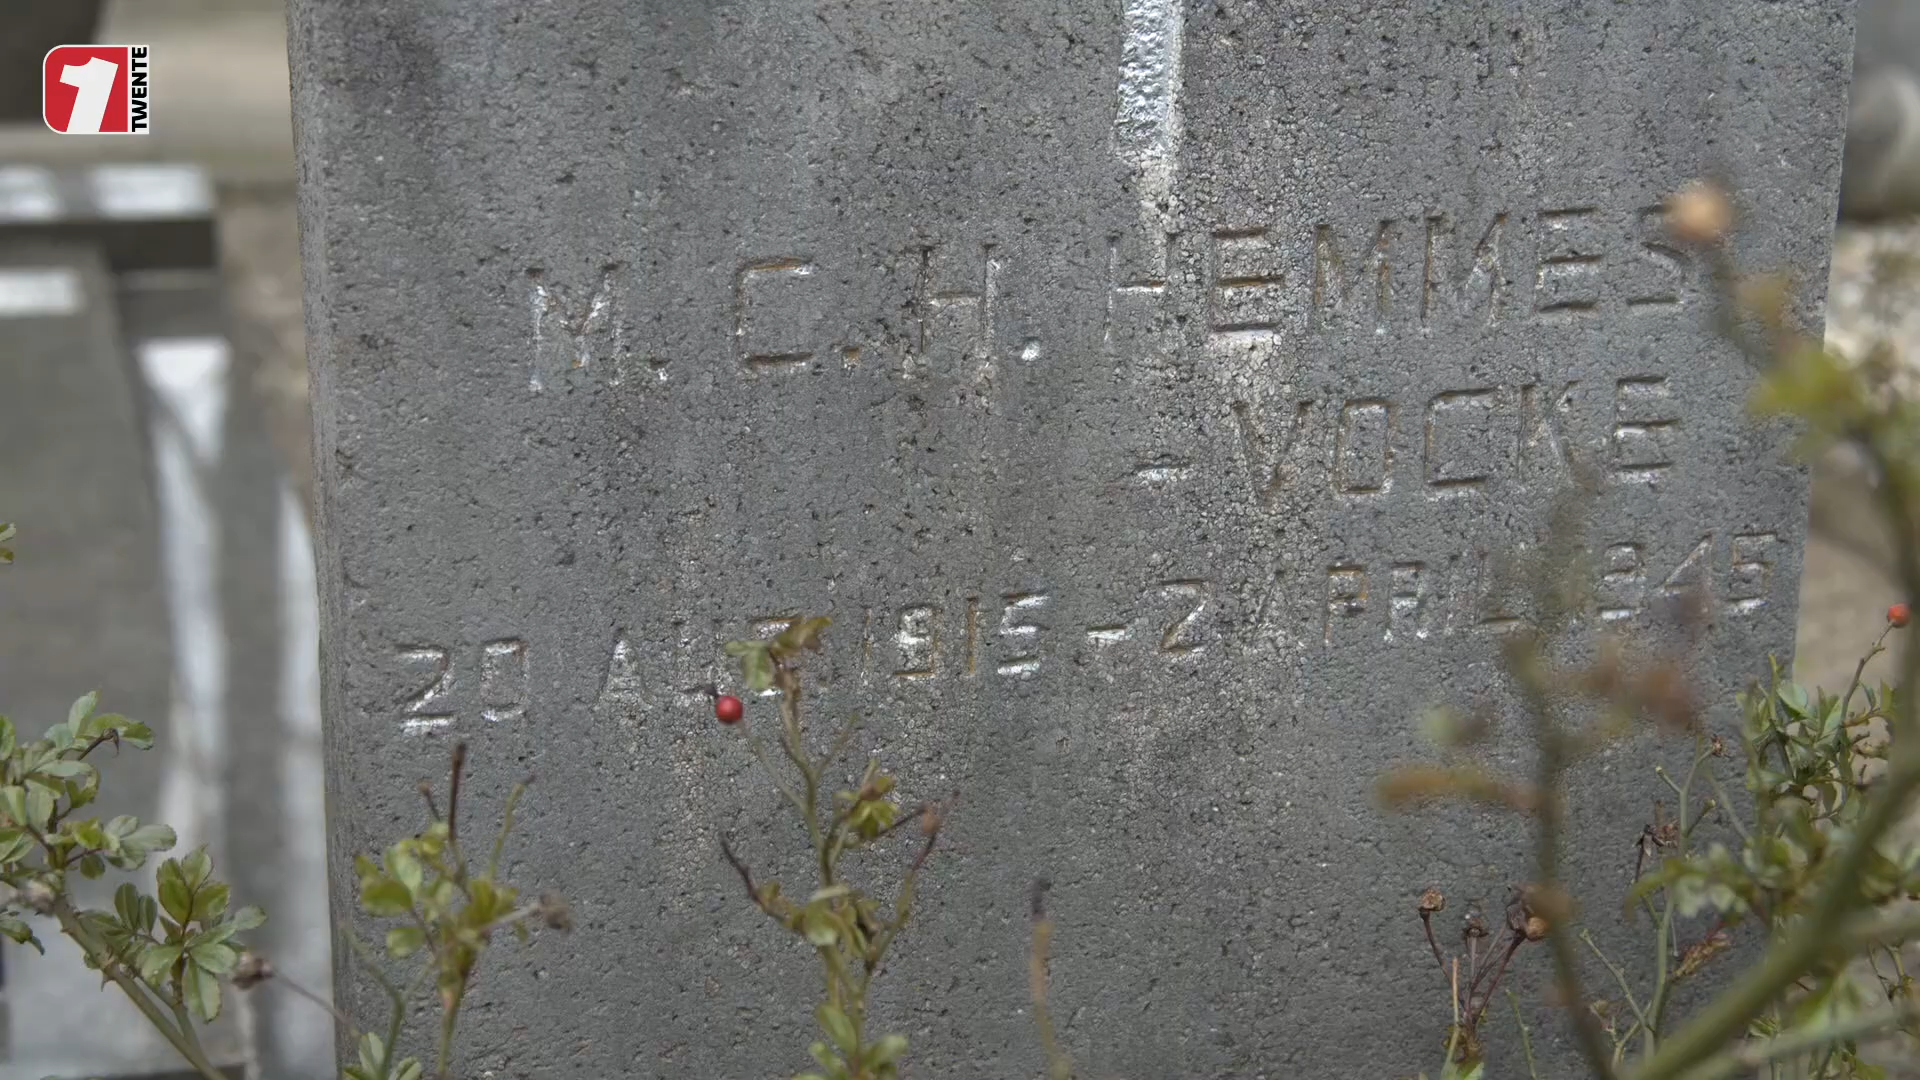 1 TWENTE
M. C. H. HEMMES
- VOCKE
20 AUG. 1915 - 2 APRIL 1945